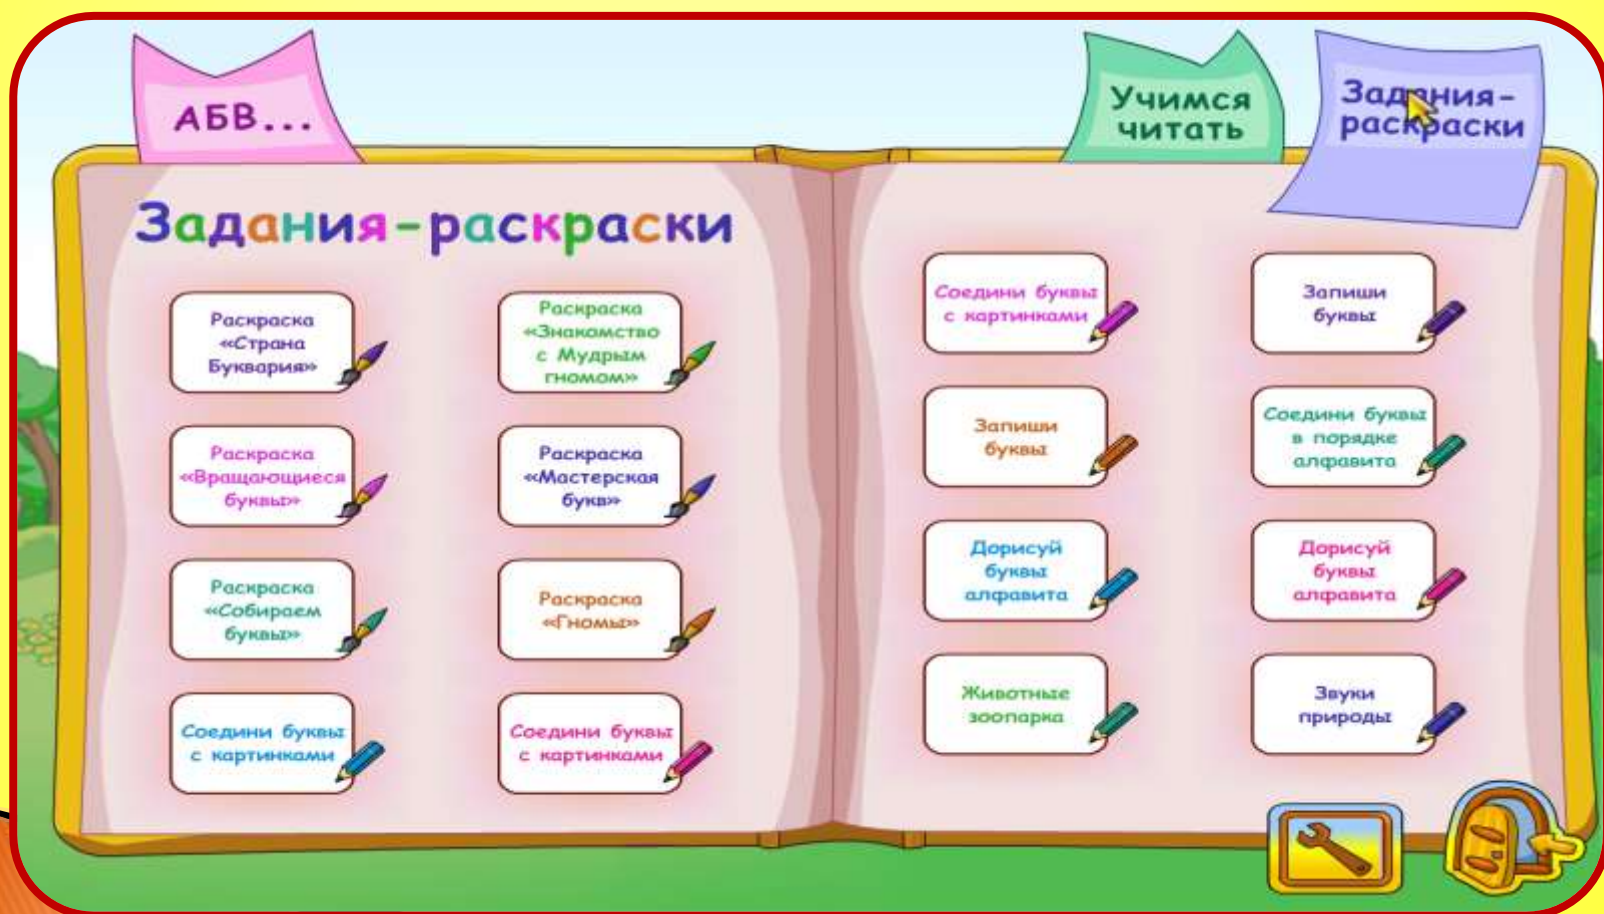 АБВ...
Учимся
читать
Задания-
раскраски
Задания-раскраски
Раскраска
«Страна
Буквария»
Раскраска
«Знакомство
с Мудрым
гномом»
Раскраска
«Вращающиеся
буквы»
Раскраска
«Мастерская
букв»
Раскраска
«Собираем
буквы»
Раскраска
«Гномы»
Соедини буквы
с картинками
Соедини буквы
с картинками
Соедини буквы
с картинками
Запиши
буквы
Запиши
буквы
Соедини буквы
в порядке
алфавита
Дорисуй
буквы
алфавита
Дорисуй
буквы
алфавита
Животные
зоопарка
Звуки
природы